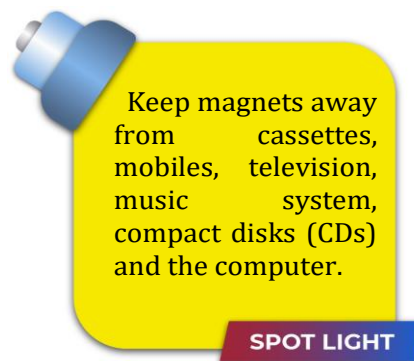 Keep magnets away
from cassettes,
mobiles, television,
music system,
compact disks (CDs)
and the computer.
SPOT LIGHT